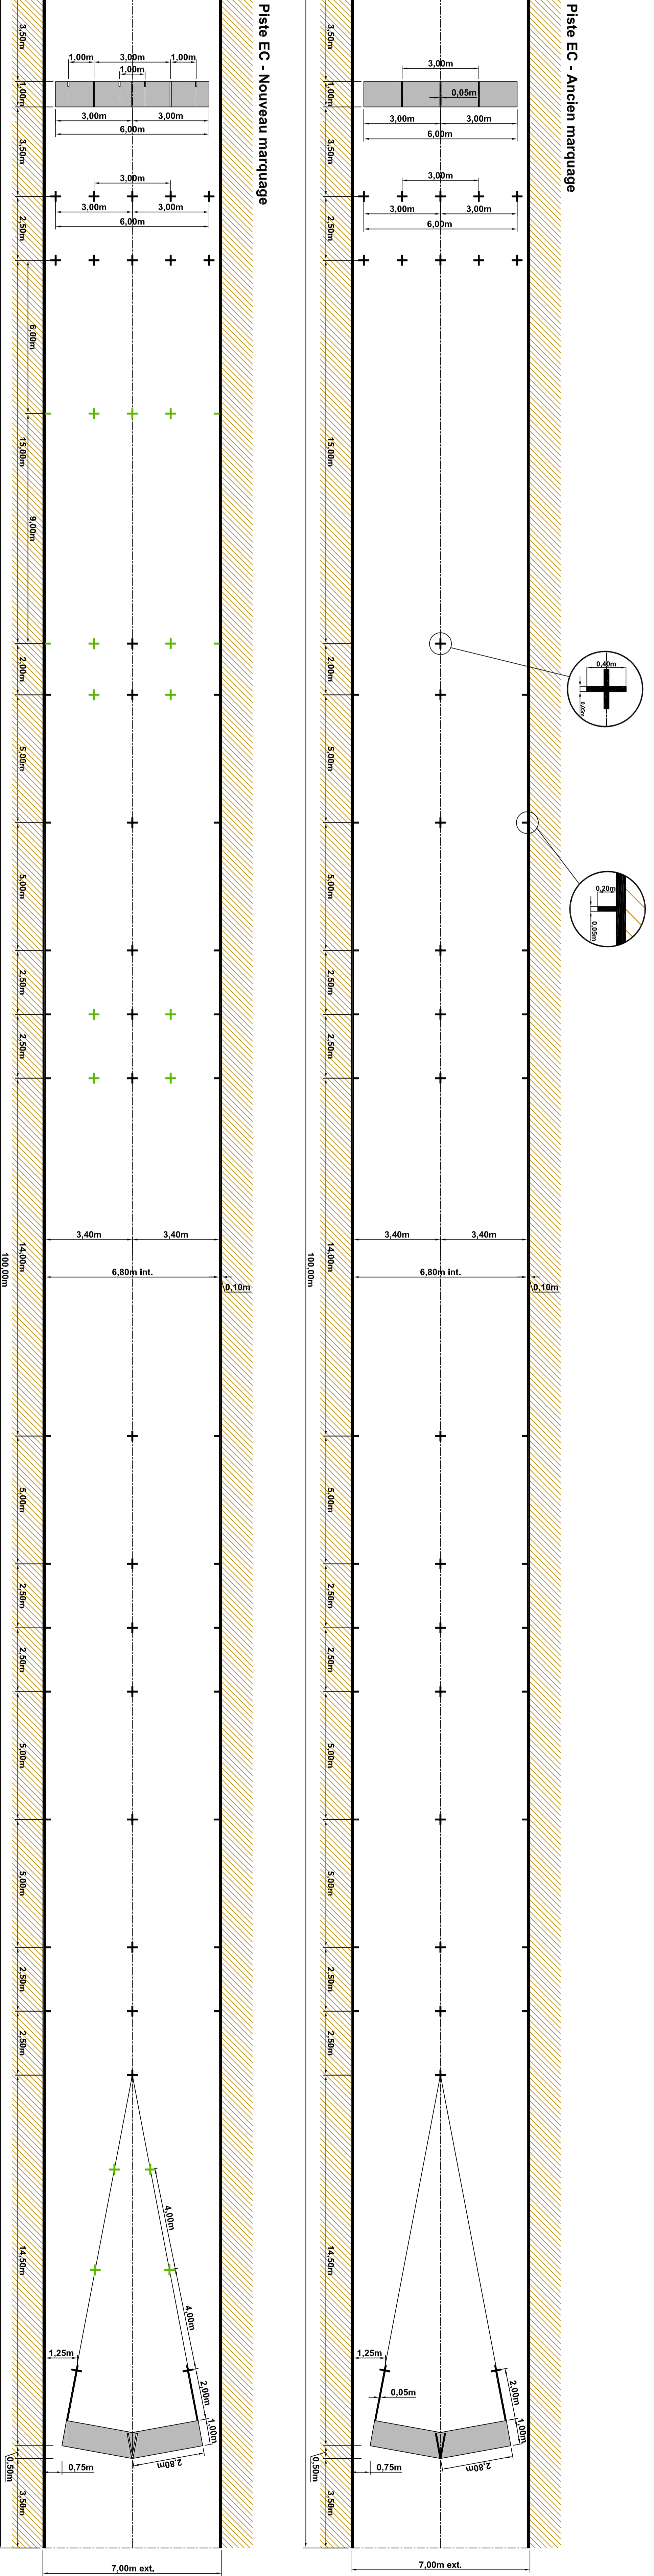 Piste EC - Nouveau marquage
3,50m
1,00m
3,00m
1,00m
1,00m
1,00m
3,00m
3,00m
6,00m
3,50m
3,00m
3,00m
3,00m
6,00m
2,50m
6,00m
15,00m
9,00m
2,00m
5,00m
5,00m
2,50m
2,50m
3,40m
3,40m
14,00m
6,80m int.
0,10m
100,00m
5,00m
2,50m
2,50m
5,00m
5,00m
2,50m
2,50m
4,00m
14,50m
4,00m
1,25m
2,00m
1,00m
2,80m
0,75m
0,50m
3,50m
7,00m ext.
Piste EC - Ancien marquage
3,50m
3,00m
1,00m
0,05m
3,00m
3,00m
6,00m
3,50m
3,00m
3,00m
3,00m
6,00m
2,50m
15,00m
0,40m
0,05m
2,00m
5,00m
0,20m
0,05m
5,00m
2,50m
2,50m
3,40m
3,40m
14,00m
6,80m int.
0,10m
100,00m
5,00m
2,50m
2,50m
5,00m
5,00m
2,50m
2,50m
14,50m
1,25m
0,05m
2,00m
1,00m
2,80m
0,75m
0,50m
3,50m
7,00m ext.